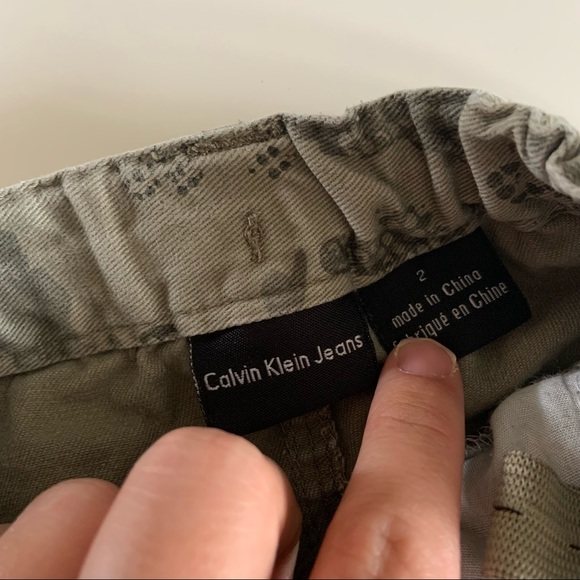 Calvin Klein Jeans
2
made in China
fabriqué en Chine